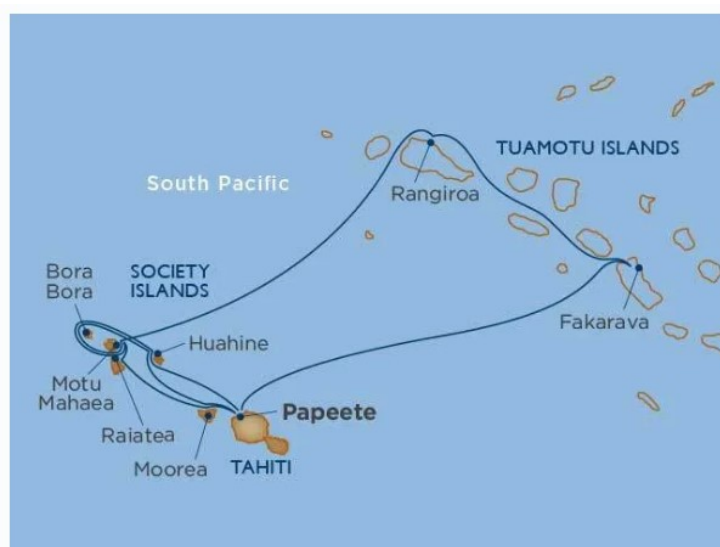 TUAMOTU ISLANDS
Rangiroa
South Pacific
Bora
Bora
SOCIETY
ISLANDS
Fakarava
Huahine
Motu
Mahaea
Papeete
Raiatea
Moorea
TAHITI